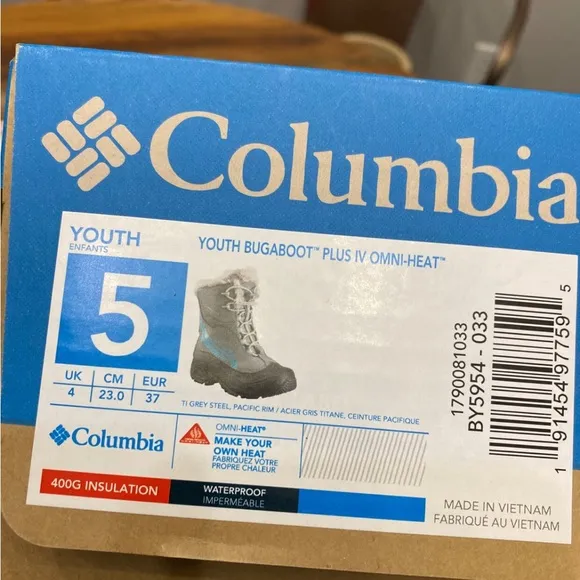 Columbia
YOUTH
ENFANTS
5
UK CM EUR
4 23.0 37
YOUTH BUGABOOT™ PLUS IV OMNI-HEAT™
TI GREY STEEL, PACIFIC RIM / ACIER GRIS TITANE, CEINTURE PACIFIQUE
1790081033
BY5954 - 033
1 91454 97759 5
Columbia
OMNI-HEAT®
MAKE YOUR
OWN HEAT
FABRIQUEZ VOTRE
PROPRE CHALEUR
400G INSULATION
WATERPROOF
IMPERMÉABLE
MADE IN VIETNAM
FABRIQUÉ AU VIETNAM